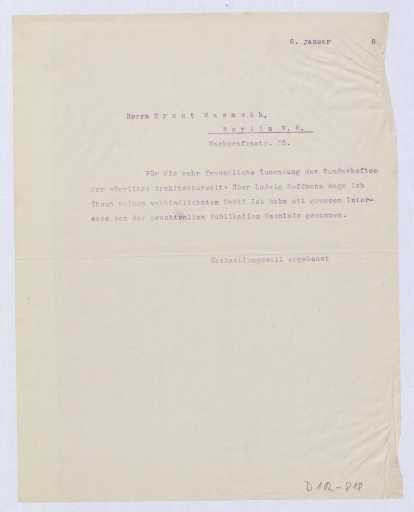 6. Januar 8
Herrn Ernst Wasmuth,
Berlin W. 8.
Markgrafenstr. 35.
Für die sehr freundliche Zusendung des Sonderheftes
der »Berliner Architekturwelt« über Ludwig Hoffmann sage ich
Ihnen meinen verbindlichsten Dank! Ich habe mit grossem Inter-
esse von der prachtvollen Publikation Kenntnis genommen.
Hochachtungsvoll ergebenst
D 102-818